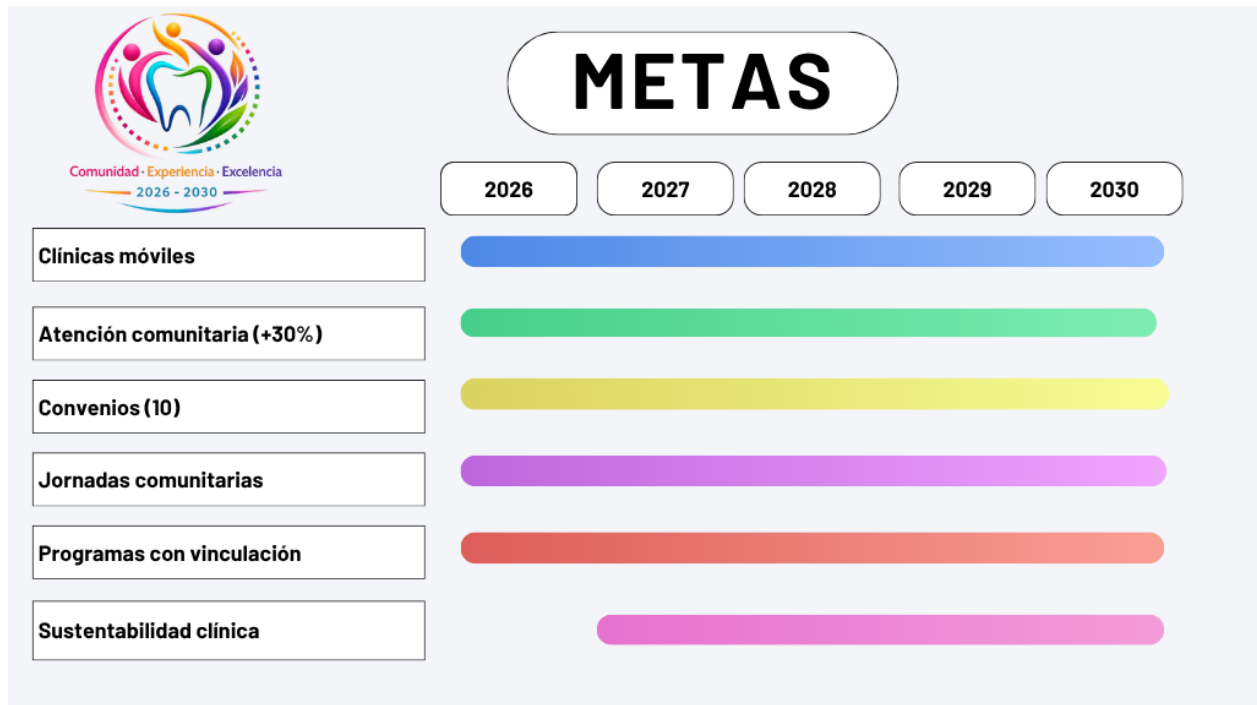 Comunidad · Experiencia · Excelencia
2026 - 2030
METAS
2026 2027 2028 2029 2030
Clínicas móviles
Atención comunitaria (+30%)
Convenios (10)
Jornadas comunitarias
Programas con vinculación
Sustentabilidad clínica